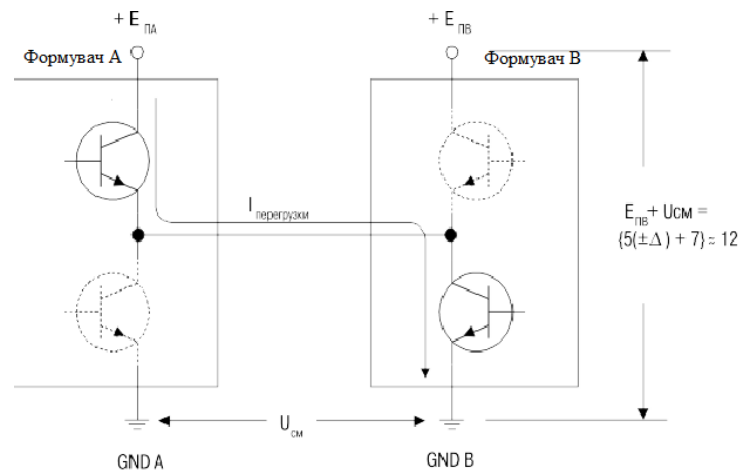 + E ПА
+ E ПВ
Формувач А
Формувач В
I перегрузки
E ПВ + Uсм =
{5(±Δ) + 7} ≈ 12
U см
GND A
GND B